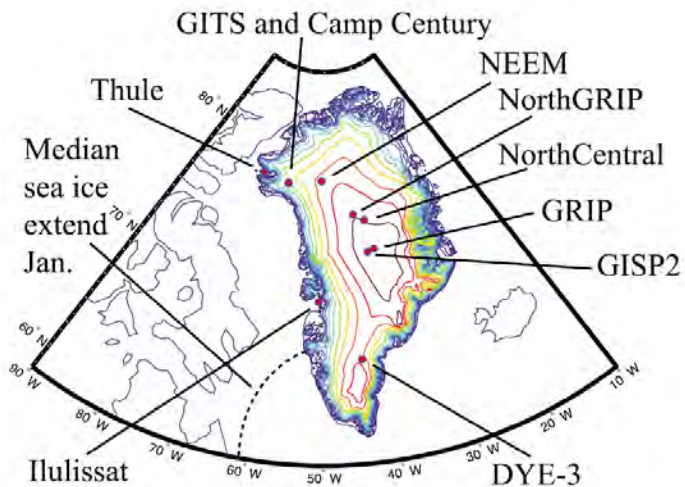 GITS and Camp Century
NEEM
NorthGRIP
Thule
80° N
NorthCentral
Median
sea ice
extend
Jan.
70° N
GRIP
GISP2
60° N
90° W
80° W
70° W
60° W
50° W
40° W
30° W
20° W
10° W
Ilulissat
DYE-3